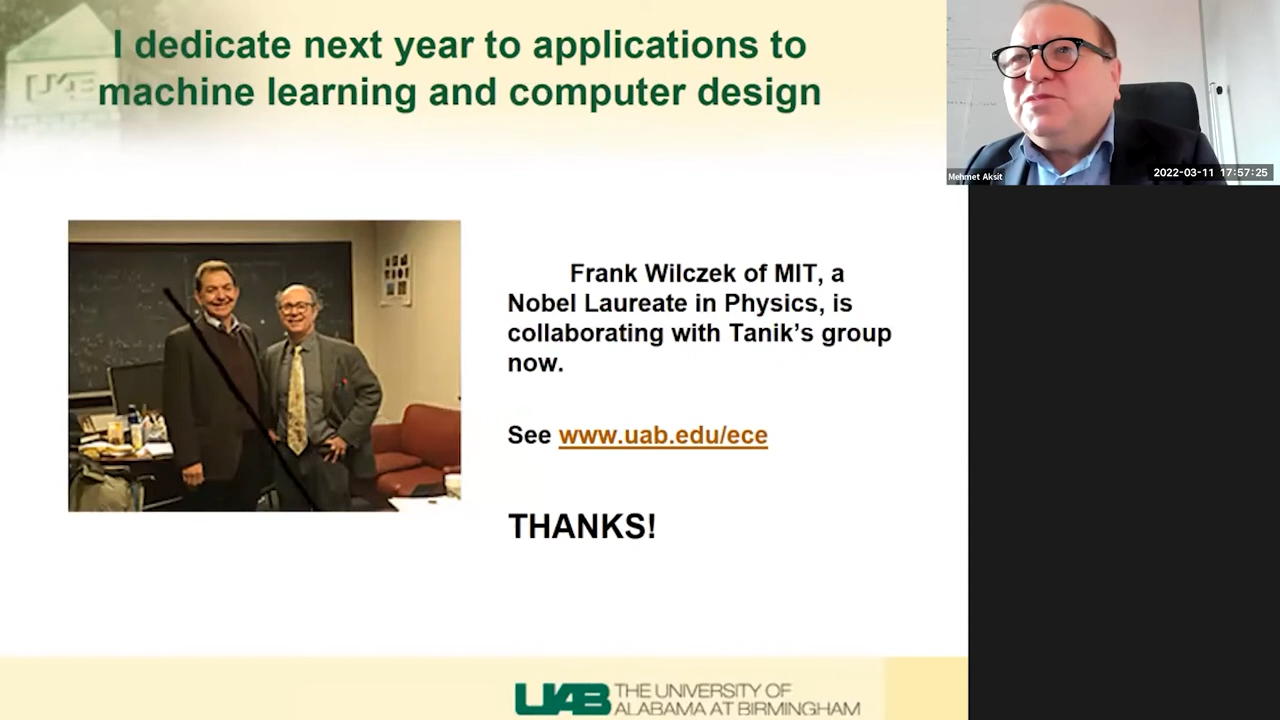 I dedicate next year to applications to
machine learning and computer design
UAB
Frank Wilczek of MIT, a
Nobel Laureate in Physics, is
collaborating with Tanik’s group
now.
See www.uab.edu/ece
THANKS!
UAB THE UNIVERSITY OF
ALABAMA AT BIRMINGHAM
Mehmet Aksit
2022-03-11 17:57:25